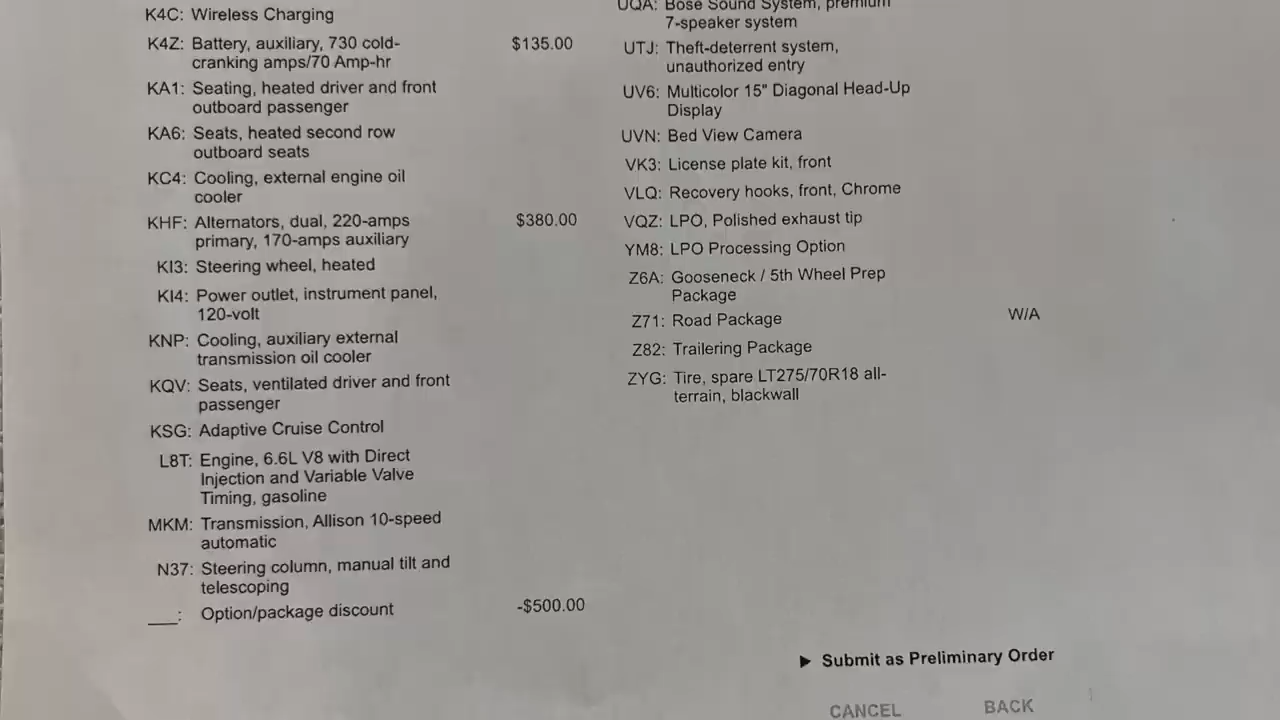 K4C: Wireless Charging
K4Z: Battery, auxiliary, 730 cold-
cranking amps/70 Amp-hr
$135.00
KA1: Seating, heated driver and front
outboard passenger
KA6: Seats, heated second row
outboard seats
KC4: Cooling, external engine oil
cooler
KHF: Alternators, dual, 220-amps
primary, 170-amps auxiliary
$380.00
KI3: Steering wheel, heated
KI4: Power outlet, instrument panel,
120-volt
KNP: Cooling, auxiliary external
transmission oil cooler
KQV: Seats, ventilated driver and front
passenger
KSG: Adaptive Cruise Control
L8T: Engine, 6.6L V8 with Direct
Injection and Variable Valve
Timing, gasoline
MKM: Transmission, Allison 10-speed
automatic
N37: Steering column, manual tilt and
telescoping
___: Option/package discount
-$500.00
UQA: Bose Sound System, premium
7-speaker system
UTJ: Theft-deterrent system,
unauthorized entry
UV6: Multicolor 15" Diagonal Head-Up
Display
UVN: Bed View Camera
VK3: License plate kit, front
VLQ: Recovery hooks, front, Chrome
VQZ: LPO, Polished exhaust tip
YM8: LPO Processing Option
Z6A: Gooseneck / 5th Wheel Prep
Package
Z71: Road Package
W/A
Z82: Trailering Package
ZYG: Tire, spare LT275/70R18 all-
terrain, blackwall
► Submit as Preliminary Order
CANCEL
BACK